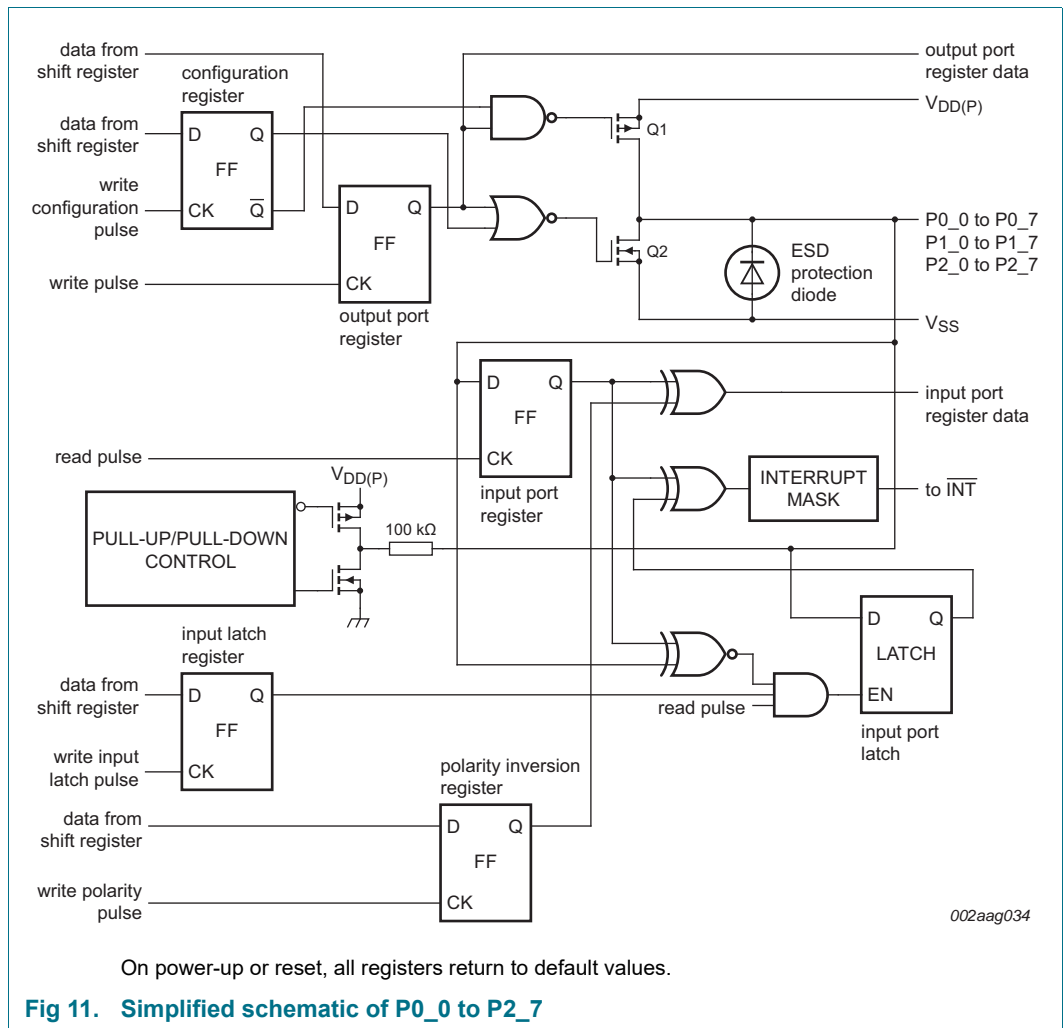 data from
shift register
configuration
register
data from
shift register
write
configuration
pulse
D
Q
FF
CK
Q̅
write pulse
D
Q
FF
CK
output port
register
Q1
Q2
output port
register data
VDD(P)
P0_0 to P0_7
P1_0 to P1_7
P2_0 to P2_7
ESD
protection
diode
VSS
D
Q
FF
CK
input port
register
read pulse
input port
register data
INTERRUPT
MASK
to I̅N̅T̅
VDD(P)
PULL-UP/PULL-DOWN
CONTROL
100 kΩ
input latch
register
data from
shift register
D
Q
FF
write input
latch pulse
CK
read pulse
D
Q
LATCH
EN
input port
latch
polarity inversion
register
data from
shift register
D
Q
FF
write polarity
pulse
CK
002aag034
On power-up or reset, all registers return to default values.
Fig 11. Simplified schematic of P0_0 to P2_7